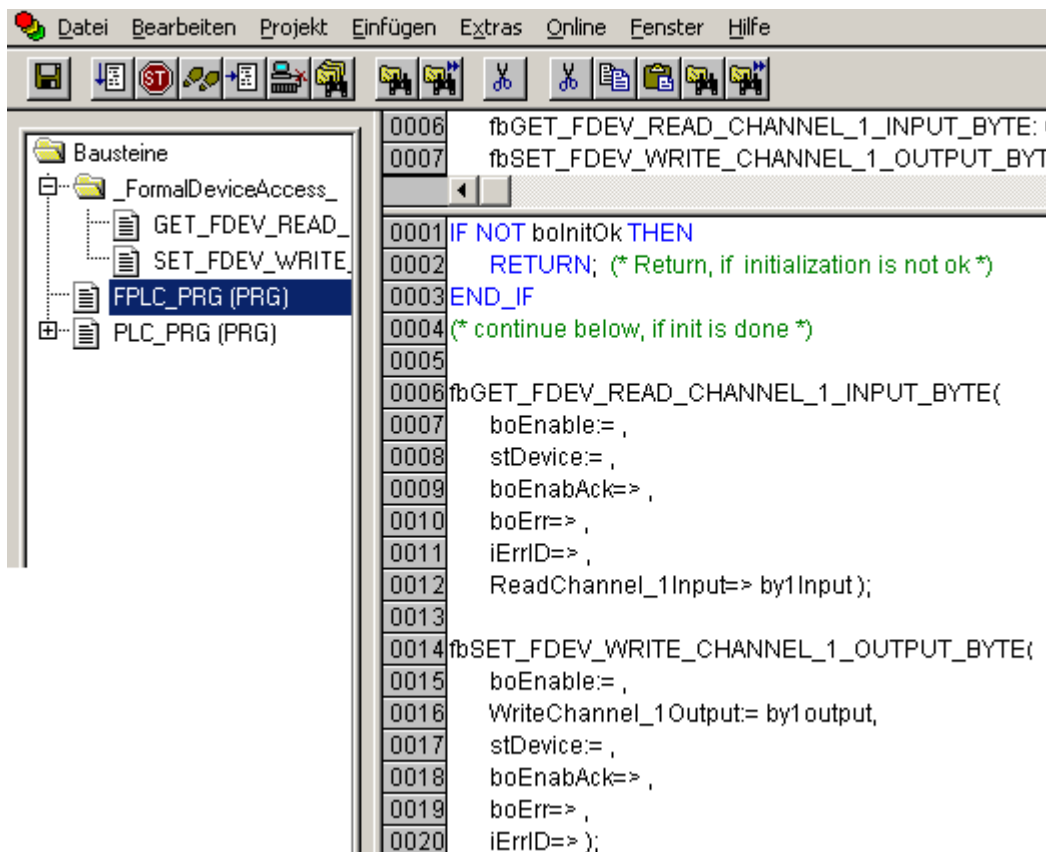 Datei Bearbeiten Projekt Einfügen Extras Online Fenster Hilfe
ST
Bausteine
_FormalDeviceAccess_
GET_FDEV_READ_
SET_FDEV_WRITE_
FPLC_PRG (PRG)
PLC_PRG (PRG)
0006 fbGET_FDEV_READ_CHANNEL_1_INPUT_BYTE:
0007 fbSET_FDEV_WRITE_CHANNEL_1_OUTPUT_BYT
0001 IF NOT boInitOk THEN
0002 RETURN; (* Return, if initialization is not ok *)
0003 END_IF
0004 (* continue below, if init is done *)
0005
0006 fbGET_FDEV_READ_CHANNEL_1_INPUT_BYTE(
0007 boEnable:= ,
0008 stDevice:= ,
0009 boEnabAck=> ,
0010 boErr=> ,
0011 iErrID=> ,
0012 ReadChannel_1Input=> by1Input );
0013
0014 fbSET_FDEV_WRITE_CHANNEL_1_OUTPUT_BYTE(
0015 boEnable:= ,
0016 WriteChannel_1Output:= by1output,
0017 stDevice:= ,
0018 boEnabAck=> ,
0019 boErr=> ,
0020 iErrID=> );